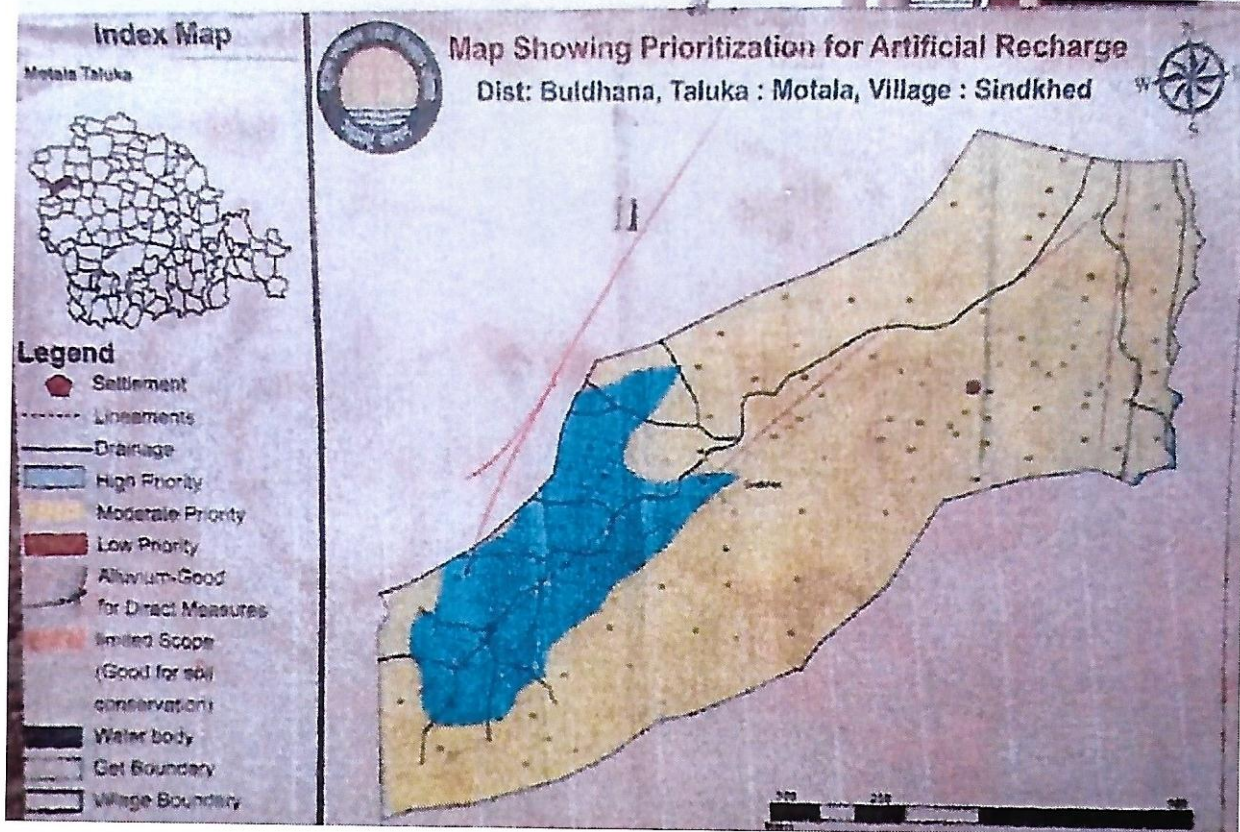 Index Map
Motala Taluka
Map Showing Prioritization for Artificial Recharge
Dist: Buldhana, Taluka : Motala, Village : Sindkhed
W
S
Legend
Settlement
Lineaments
Drainage
High Priority
Moderate Priority
Low Priority
Alluvium-Good
for Direct Measures
limited Scope
(Good for soil
conservation)
Water body
Gat Boundary
Village Boundary